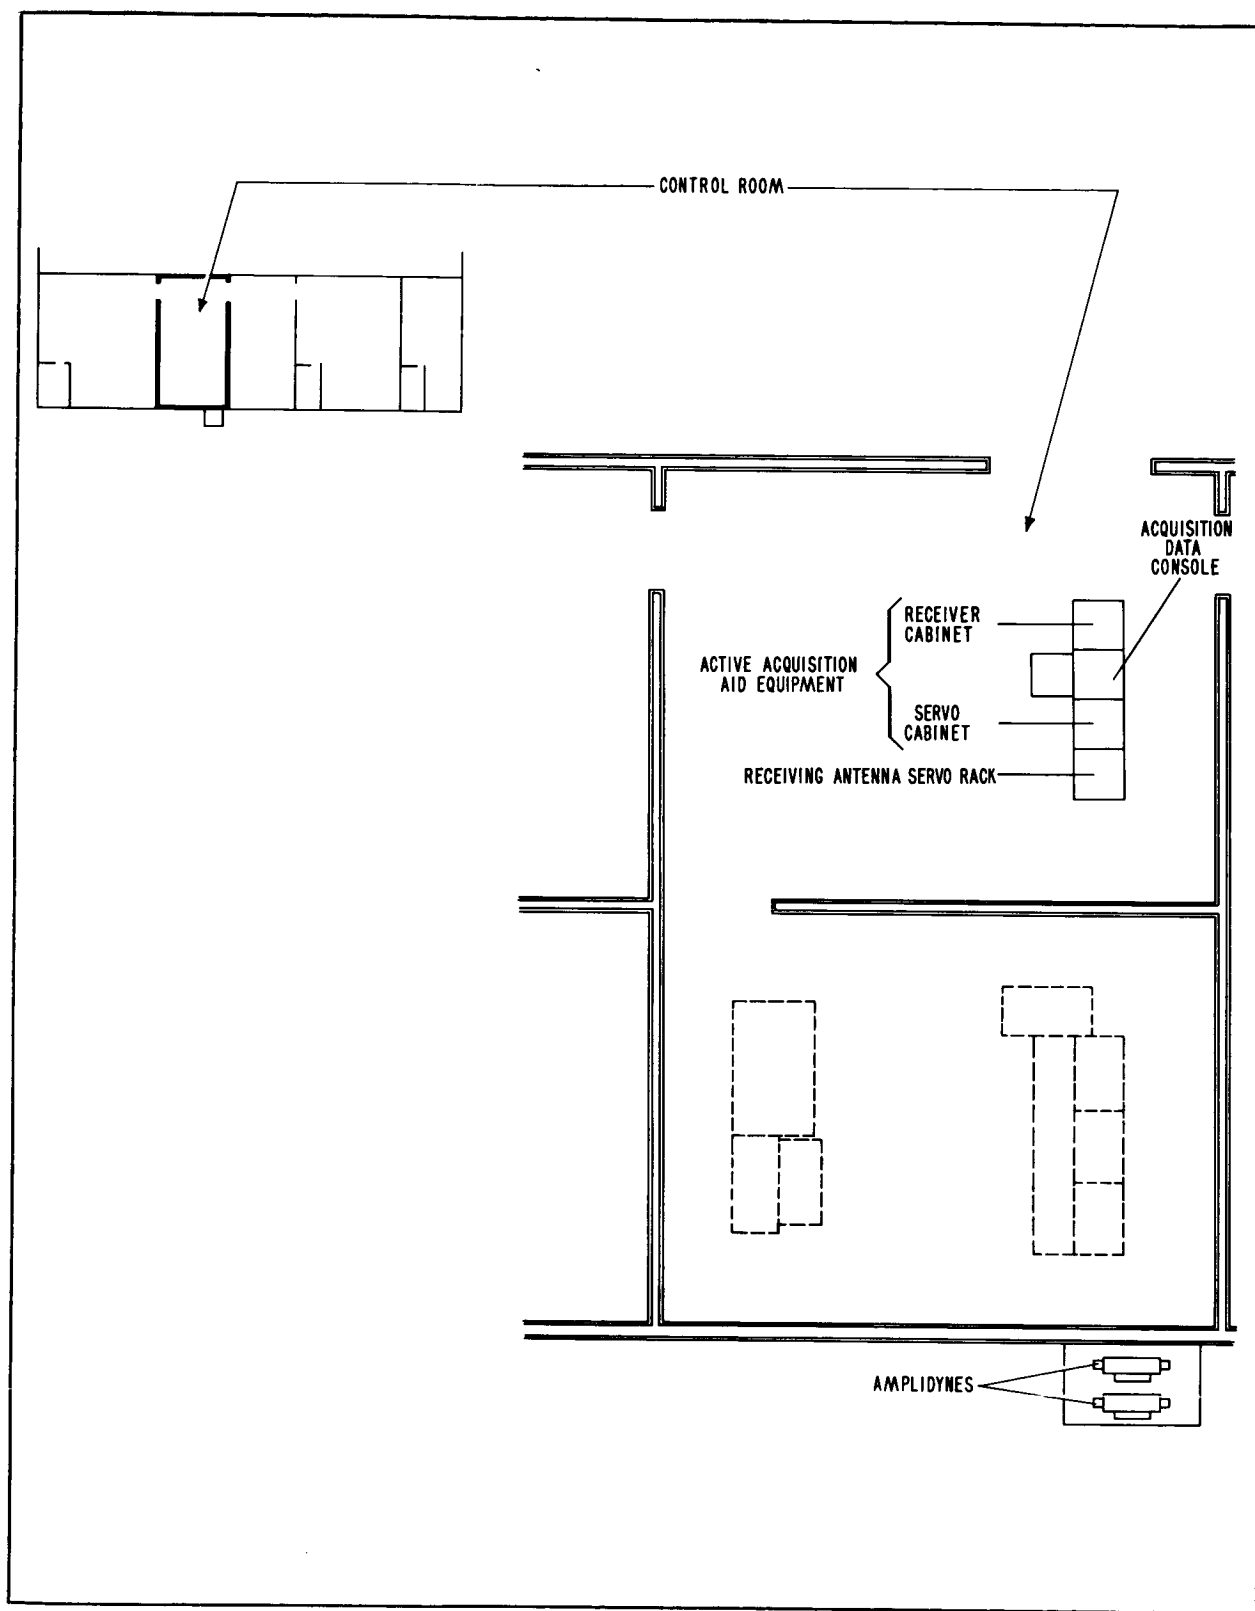 CONTROL ROOM
ACQUISITION
DATA
CONSOLE
RECEIVER
CABINET
ACTIVE ACQUISITION
AID EQUIPMENT
SERVO
CABINET
RECEIVING ANTENNA SERVO RACK
AMPLIDYNES